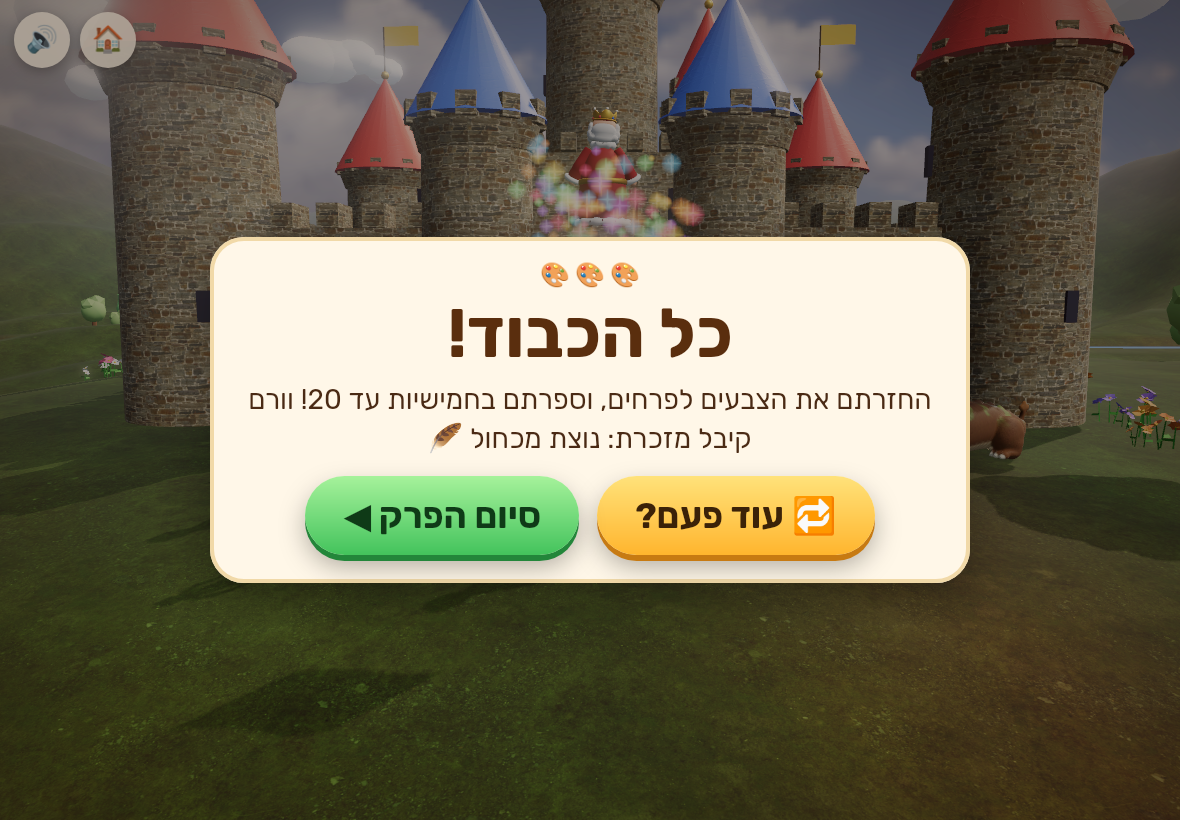 כל הכבוד!
החזרתם את הצבעים לפרחים, וספרתם בחמישיות עד 20! וורם
קיבל מזכרת: נוצת מכחול
עוד פעם?
סיום הפרק ◀